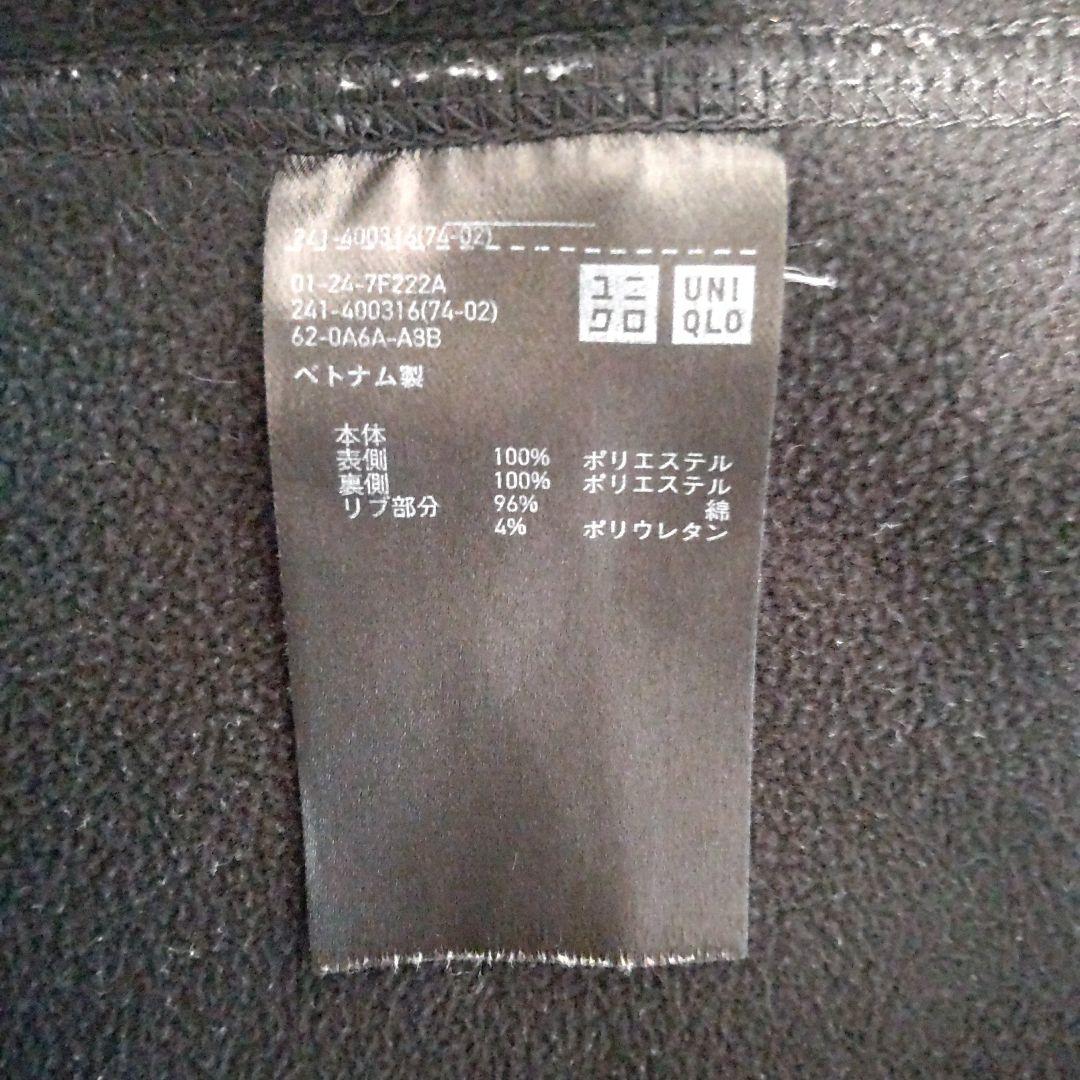 241-400316(74-02)
01-24-7F222A
241-400316(74-02)
62-0A6A-A3B
ユニ
クロ
UNI
QLO
ベトナム製
本体
表側 100% ポリエステル
裏側 100% ポリエステル
リブ部分 96% 綿
4% ポリウレタン